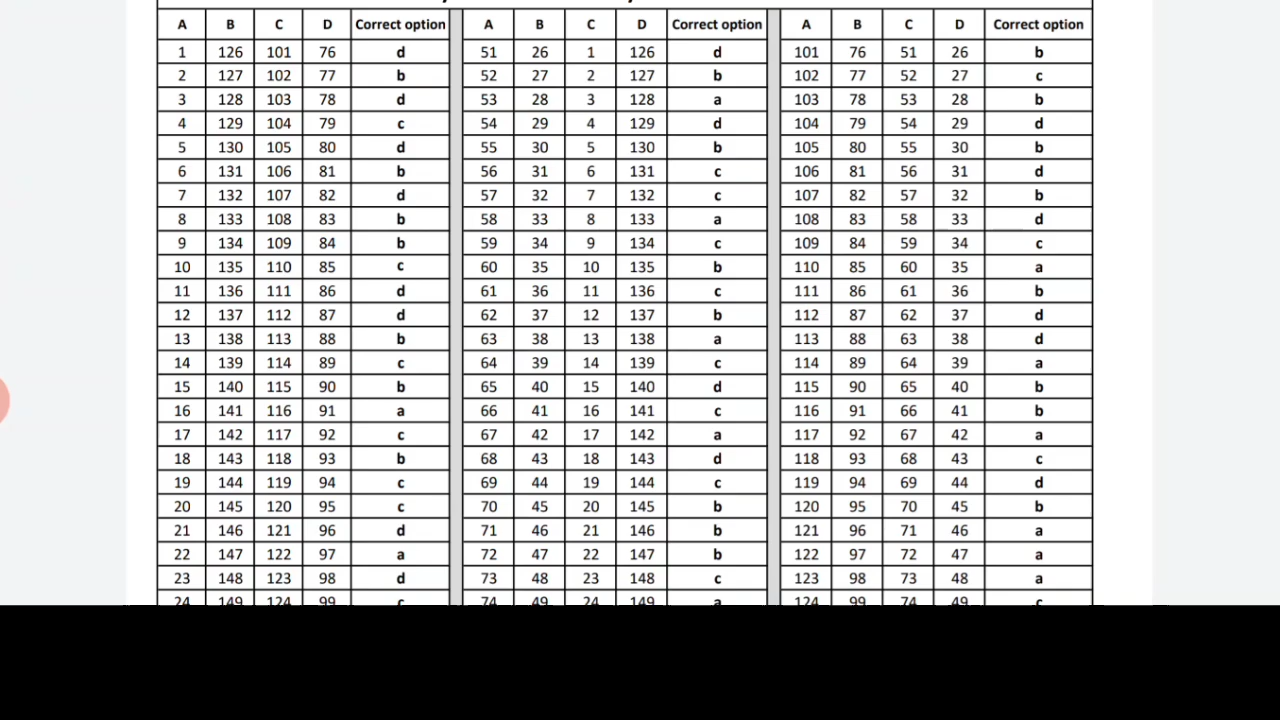 A B C D Correct option A B C D Correct option A B C D Correct option
1 126 101 76 d 51 26 1 126 d 101 76 51 26 b
2 127 102 77 b 52 27 2 127 b 102 77 52 27 c
3 128 103 78 d 53 28 3 128 a 103 78 53 28 b
4 129 104 79 c 54 29 4 129 d 104 79 54 29 d
5 130 105 80 d 55 30 5 130 b 105 80 55 30 b
6 131 106 81 b 56 31 6 131 c 106 81 56 31 d
7 132 107 82 d 57 32 7 132 c 107 82 57 32 b
8 133 108 83 b 58 33 8 133 a 108 83 58 33 d
9 134 109 84 b 59 34 9 134 c 109 84 59 34 c
10 135 110 85 c 60 35 10 135 b 110 85 60 35 a
11 136 111 86 d 61 36 11 136 c 111 86 61 36 b
12 137 112 87 d 62 37 12 137 b 112 87 62 37 d
13 138 113 88 b 63 38 13 138 a 113 88 63 38 d
14 139 114 89 c 64 39 14 139 c 114 89 64 39 a
15 140 115 90 b 65 40 15 140 d 115 90 65 40 b
16 141 116 91 a 66 41 16 141 c 116 91 66 41 b
17 142 117 92 c 67 42 17 142 a 117 92 67 42 a
18 143 118 93 b 68 43 18 143 d 118 93 68 43 c
19 144 119 94 c 69 44 19 144 c 119 94 69 44 d
20 145 120 95 c 70 45 20 145 b 120 95 70 45 b
21 146 121 96 d 71 46 21 146 b 121 96 71 46 a
22 147 122 97 a 72 47 22 147 b 122 97 72 47 a
23 148 123 98 d 73 48 23 148 c 123 98 73 48 a
24 149 124 99 c 74 49 24 149 a 124 99 74 49 c